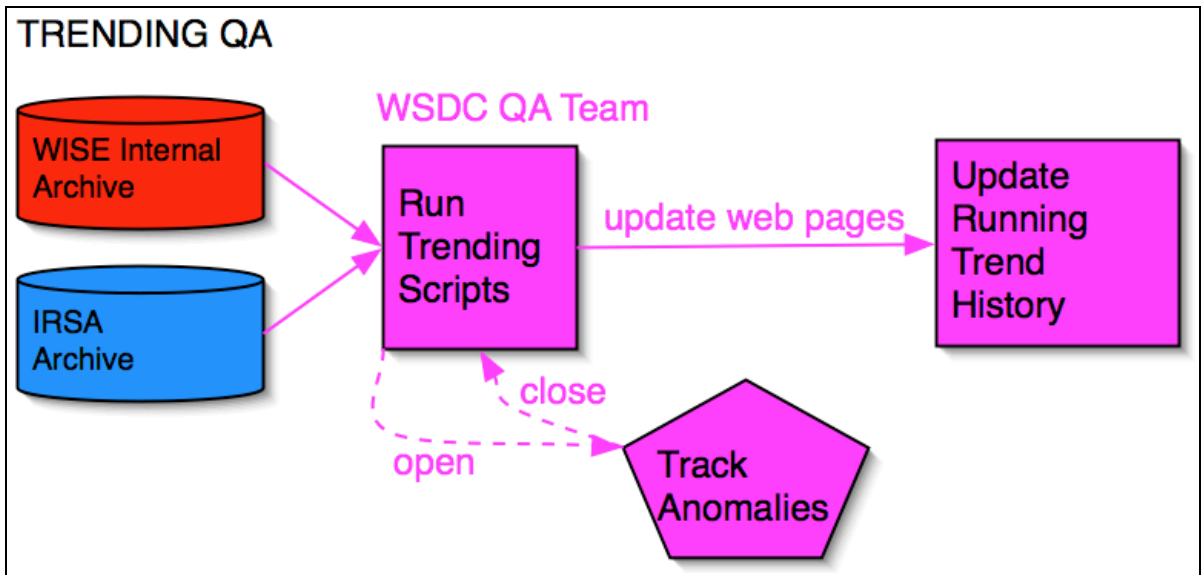 TRENDING QA
WISE Internal
Archive
WSDC QA Team
Run
Trending
Scripts
update web pages
Update
Running
Trend
History
IRSA
Archive
close
open
Track
Anomalies